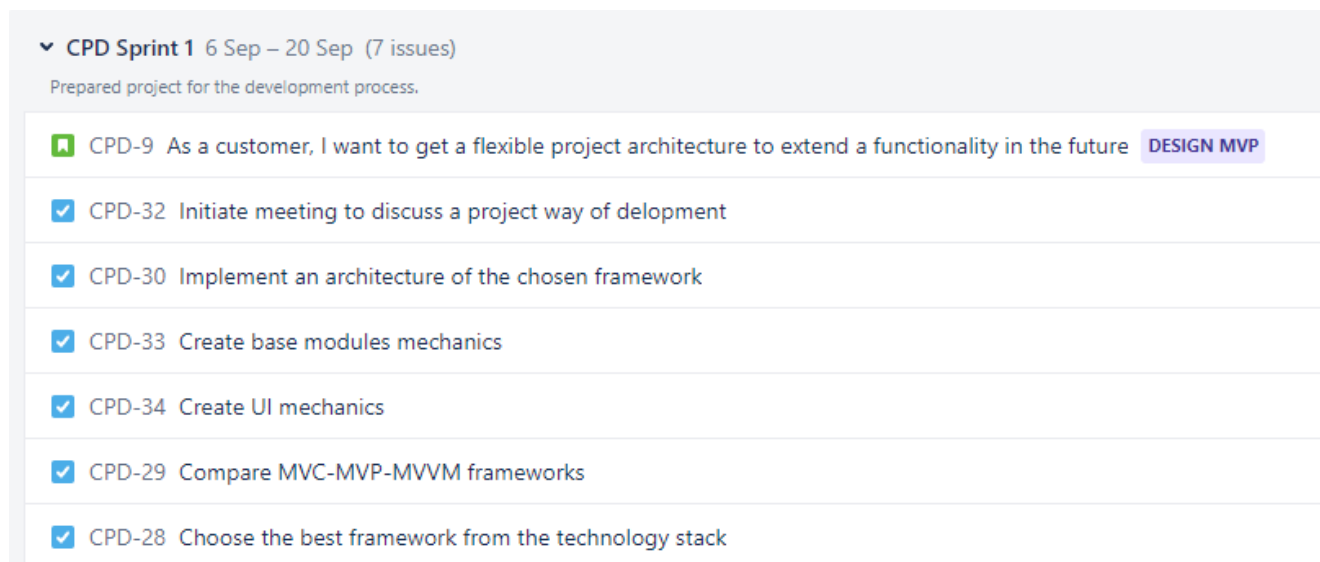 CPD Sprint 1 6 Sep – 20 Sep (7 issues)
Prepared project for the development process.
CPD-9 As a customer, I want to get a flexible project architecture to extend a functionality in the future DESIGN MVP
CPD-32 Initiate meeting to discuss a project way of delopment
CPD-30 Implement an architecture of the chosen framework
CPD-33 Create base modules mechanics
CPD-34 Create UI mechanics
CPD-29 Compare MVC-MVP-MVVM frameworks
CPD-28 Choose the best framework from the technology stack